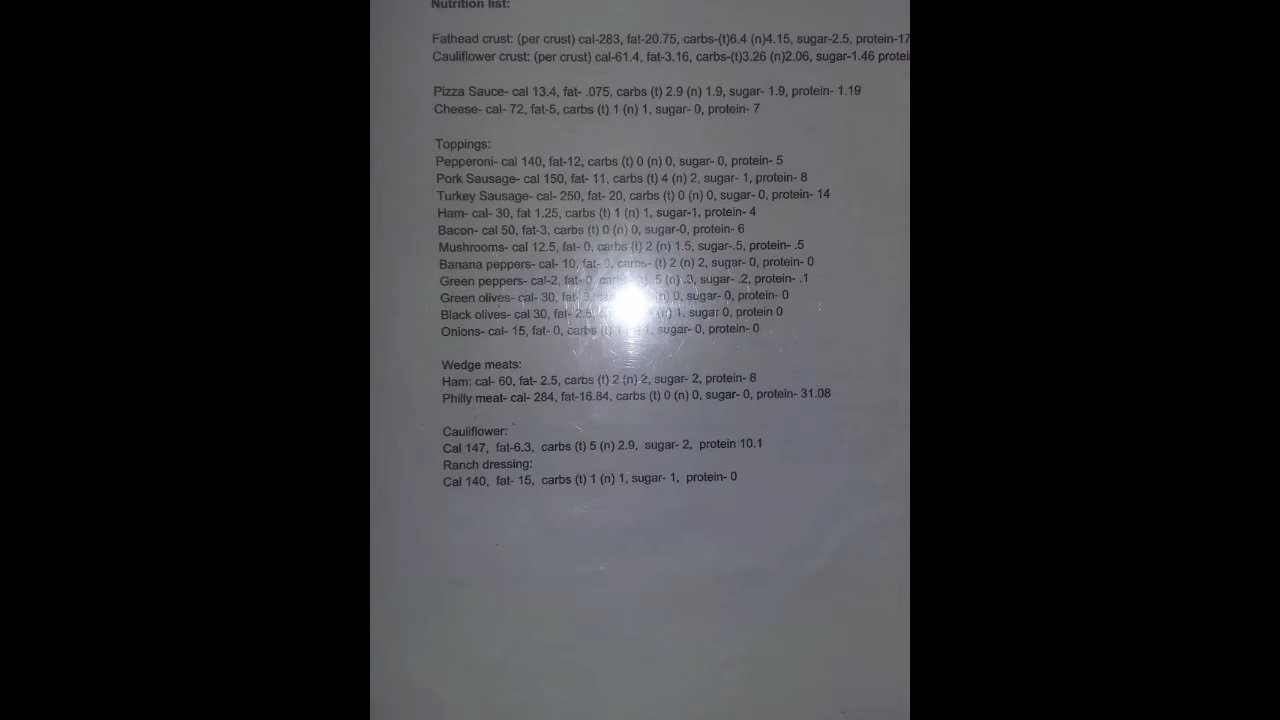 Nutrition list:
Fathead crust: (per crust) cal-283, fat-20.75, carbs-(t)6.4 (n)4.15, sugar-2.5, protein-17
Cauliflower crust: (per crust) cal-61.4, fat-3.16, carbs-(t)3.26 (n)2.06, sugar-1.46 protei
Pizza Sauce- cal 13.4, fat- .075, carbs (t) 2.9 (n) 1.9, sugar- 1.9, protein- 1.19
Cheese- cal- 72, fat-5, carbs (t) 1 (n) 1, sugar- 0, protein- 7
Toppings:
Pepperoni- cal 140, fat-12, carbs (t) 0 (n) 0, sugar- 0, protein- 5
Pork Sausage- cal 150, fat- 11, carbs (t) 4 (n) 2, sugar- 1, protein- 8
Turkey Sausage- cal- 250, fat- 20, carbs (t) 0 (n) 0, sugar- 0, protein- 14
Ham- cal- 30, fat 1.25, carbs (t) 1 (n) 1, sugar-1, protein- 4
Bacon- cal 50, fat-3, carbs (t) 0 (n) 0, sugar-0, protein- 6
Mushrooms- cal 12.5, fat- 0, carbs (t) 2 (n) 1.5, sugar-.5, protein- .5
Banana peppers- cal- 10, fat- 0, carbs- (t) 2 (n) 2, sugar- 0, protein- 0
Green peppers- cal-2, fat- 0, .5 (n) .3, sugar- .2, protein- .1
Green olives- cal- 30, fat- 3, 0, sugar- 0, protein- 0
Black olives- cal 30, fat- 2.5, 1, sugar 0, protein 0
Onions- cal- 15, fat- 0, carbs (t) sugar- 0, protein- 0
Wedge meats:
Ham: cal- 60, fat- 2.5, carbs (t) 2 (n) 2, sugar- 2, protein- 8
Philly meat- cal- 284, fat-16.84, carbs (t) 0 (n) 0, sugar- 0, protein- 31.08
Cauliflower:
Cal 147, fat-6.3, carbs (t) 5 (n) 2.9, sugar- 2, protein 10.1
Ranch dressing:
Cal 140, fat- 15, carbs (t) 1 (n) 1, sugar- 1, protein- 0